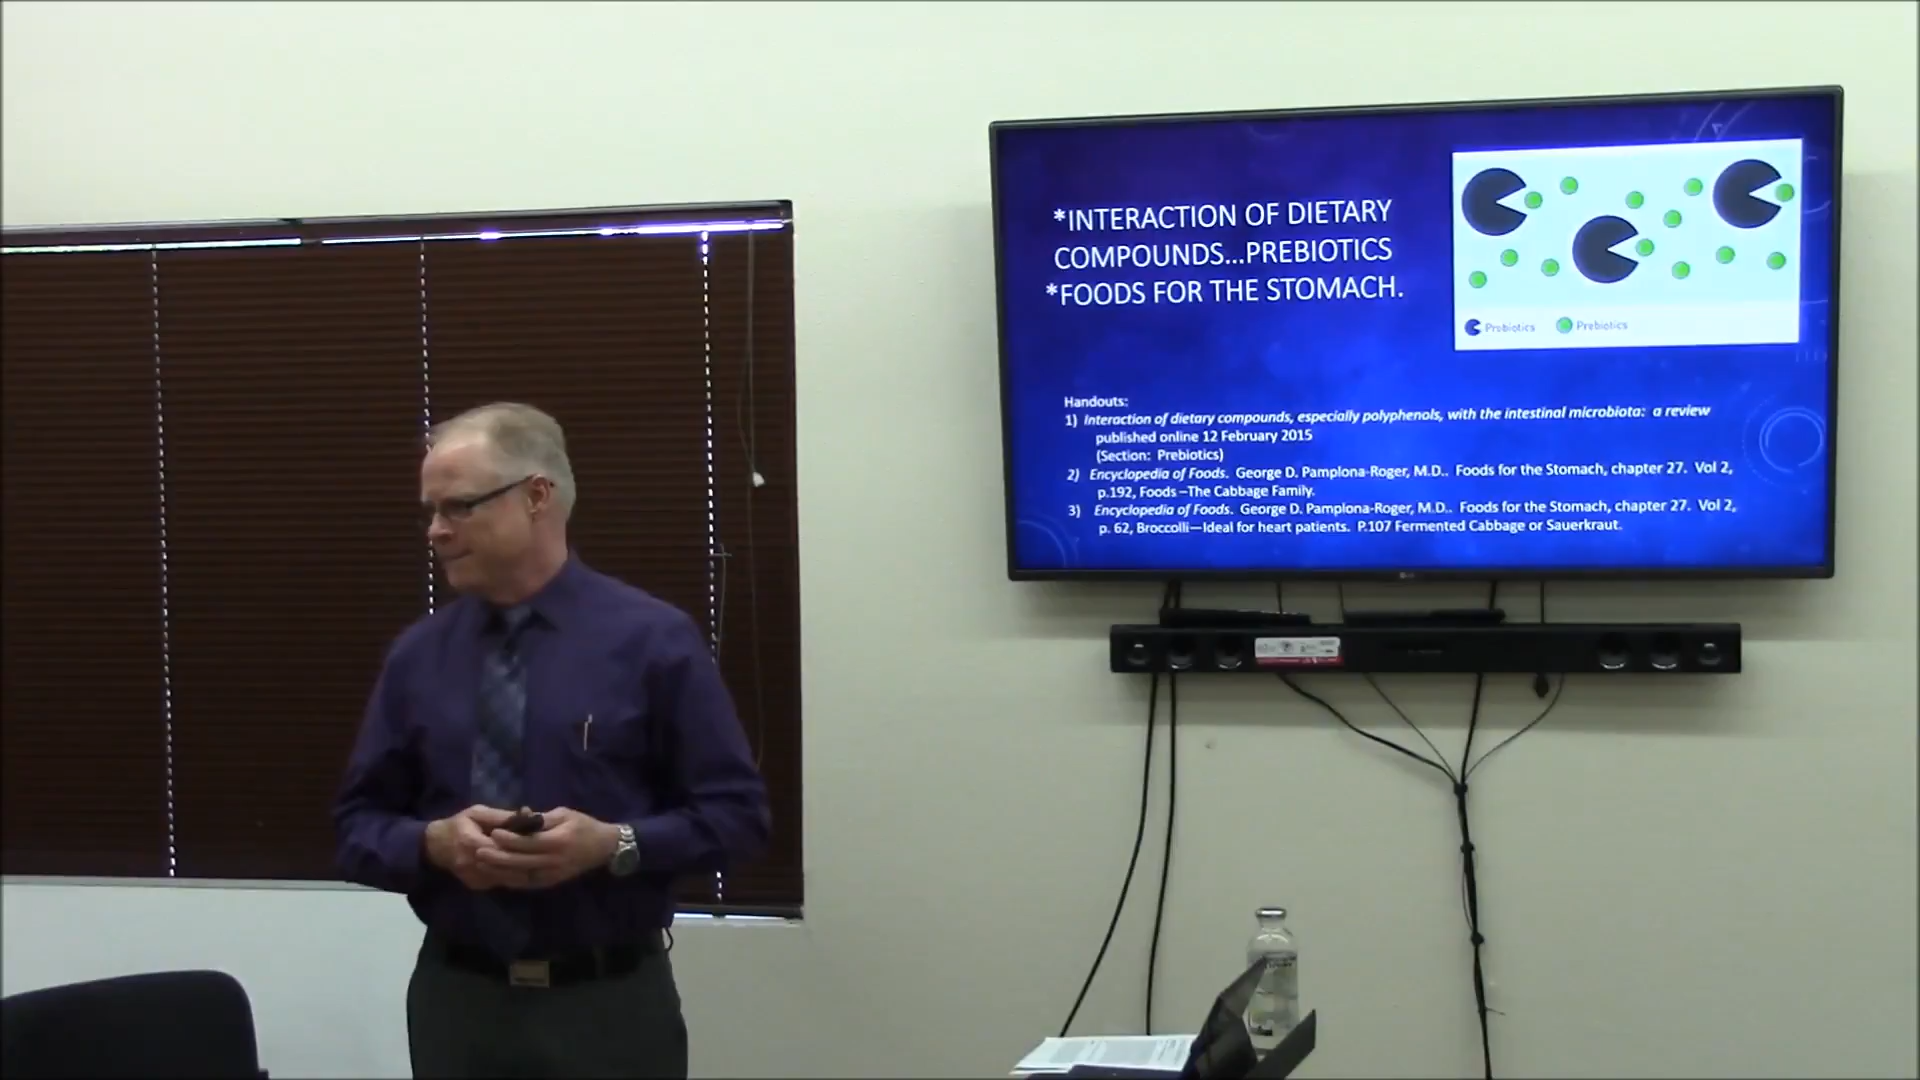 *INTERACTION OF DIETARY
COMPOUNDS...PREBIOTICS
*FOODS FOR THE STOMACH.
Probiotics Prebiotics
Handouts:
1) Interaction of dietary compounds, especially polyphenols, with the intestinal microbiota: a review
published online 12 February 2015
(Section: Prebiotics)
2) Encyclopedia of Foods. George D. Pamplona-Roger, M.D.. Foods for the Stomach, chapter 27. Vol 2,
p.192, Foods –The Cabbage Family.
3) Encyclopedia of Foods. George D. Pamplona-Roger, M.D.. Foods for the Stomach, chapter 27. Vol 2,
p. 62, Broccolli—Ideal for heart patients. P.107 Fermented Cabbage or Sauerkraut.
LG